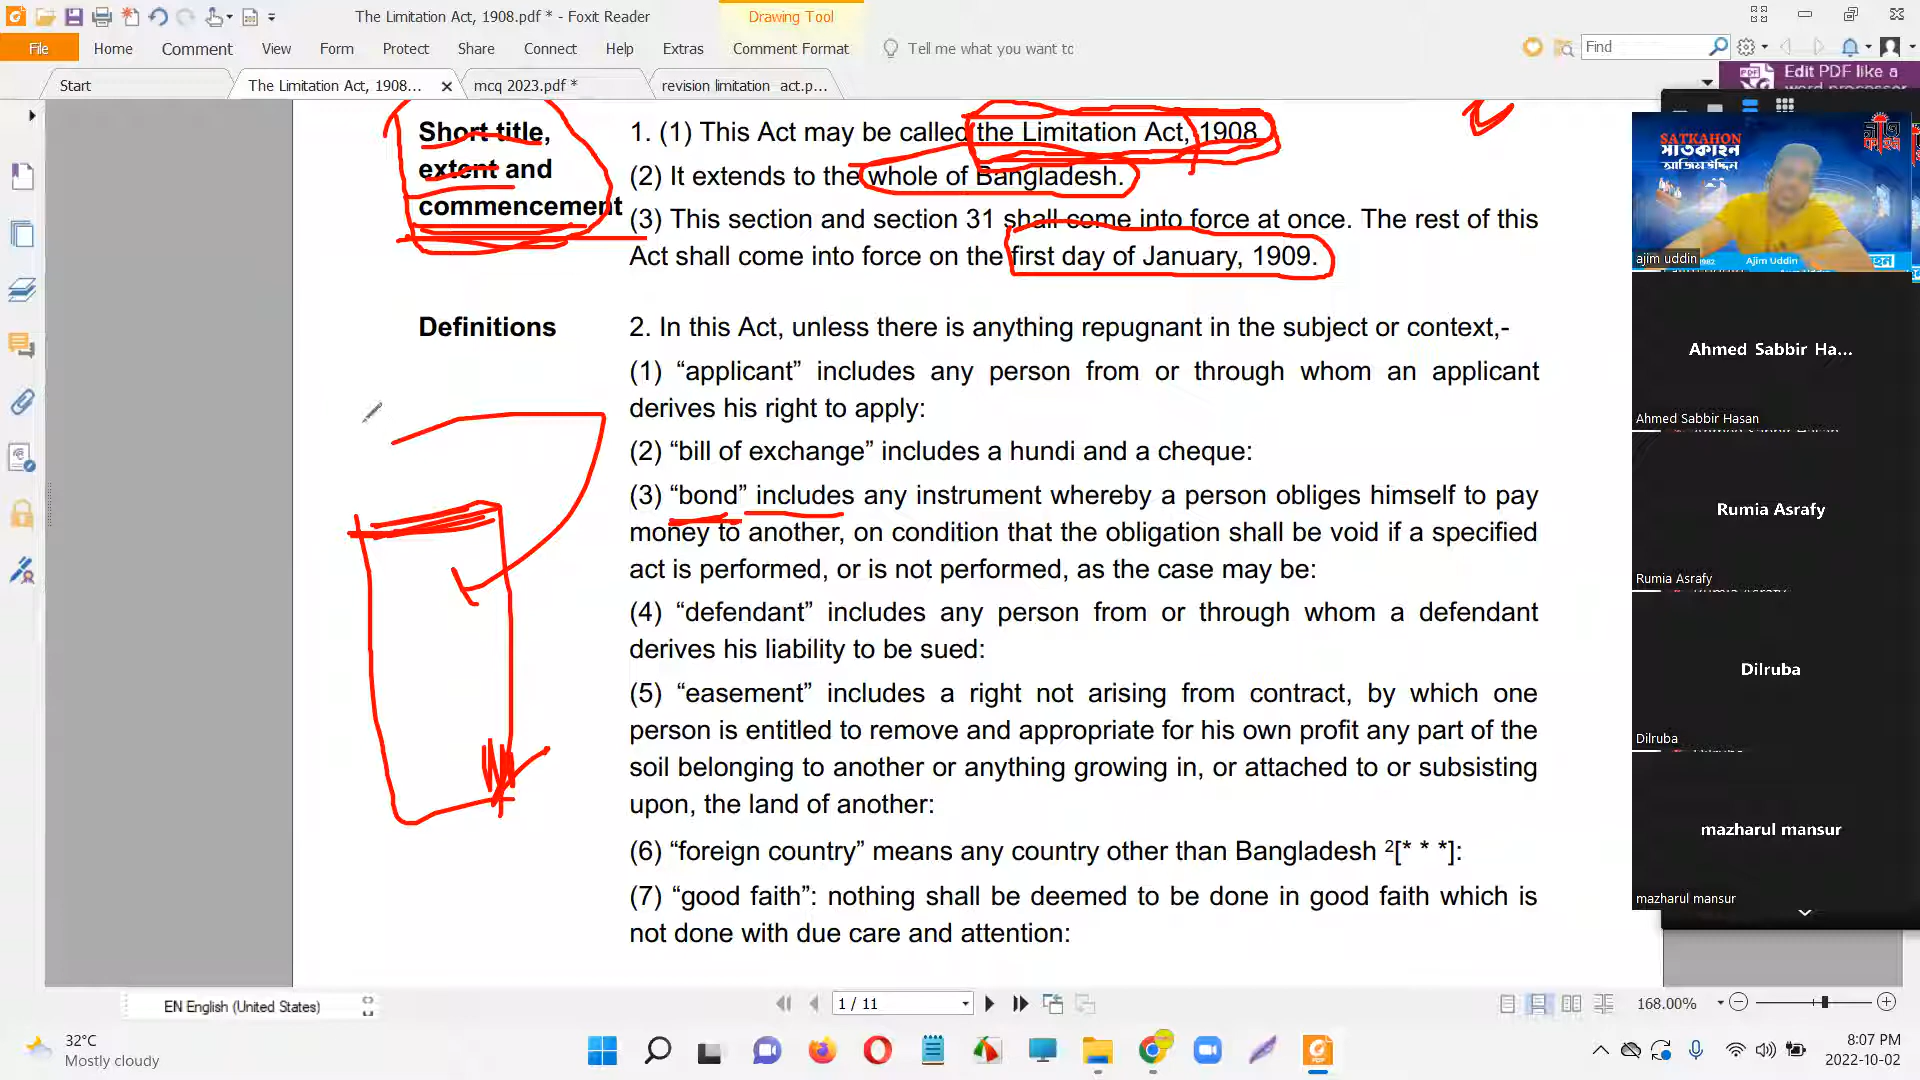 The Limitation Act, 1908.pdf * - Foxit Reader
Drawing Tool
File
Home
Comment
View
Form
Protect
Share
Connect
Help
Extras
Comment Format
Tell me what you want to
Find
Start
The Limitation Act, 1908...
mcq 2023.pdf *
revision limitation act.p...
Edit PDF like a
word processor
Short title,
extent and
commencement
1. (1) This Act may be called the Limitation Act, 1908
(2) It extends to the whole of Bangladesh.
(3) This section and section 31 shall come into force at once. The rest of this
Act shall come into force on the first day of January, 1909.
Definitions
2. In this Act, unless there is anything repugnant in the subject or context,-
(1) “applicant” includes any person from or through whom an applicant
derives his right to apply:
(2) “bill of exchange” includes a hundi and a cheque:
(3) “bond” includes any instrument whereby a person obliges himself to pay
money to another, on condition that the obligation shall be void if a specified
act is performed, or is not performed, as the case may be:
(4) “defendant” includes any person from or through whom a defendant
derives his liability to be sued:
(5) “easement” includes a right not arising from contract, by which one
person is entitled to remove and appropriate for his own profit any part of the
soil belonging to another or anything growing in, or attached to or subsisting
upon, the land of another:
(6) “foreign country” means any country other than Bangladesh 2[* * *]:
(7) “good faith”: nothing shall be deemed to be done in good faith which is
not done with due care and attention:
SATKAHON
সাতকাহন
আজিমউদ্দিন
ajim uddin
Ajim Uddin
Ahmed Sabbir Ha...
Ahmed Sabbir Hasan
Rumia Asrafy
Rumia Asrafy
Dilruba
Dilruba
mazharul mansur
mazharul mansur
EN English (United States)
1 / 11
168.00%
32°C
Mostly cloudy
8:07 PM
2022-10-02